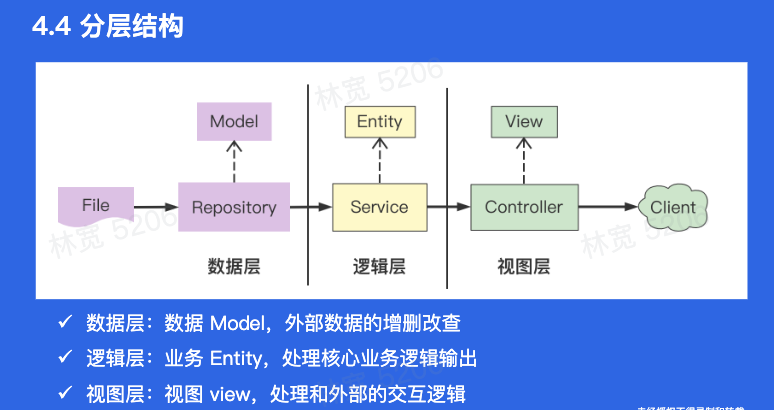 4.4 分层结构
林宽 5206
Model
Entity
View
File
Repository
Service
Controller
Client
林宽 5206
林宽 5206
数据层
逻辑层
视图层
✓ 数据层：数据 Model，外部数据的增删改查
✓ 逻辑层：业务 Entity，处理核心业务逻辑输出
✓ 视图层：视图 view，处理和外部的交互逻辑